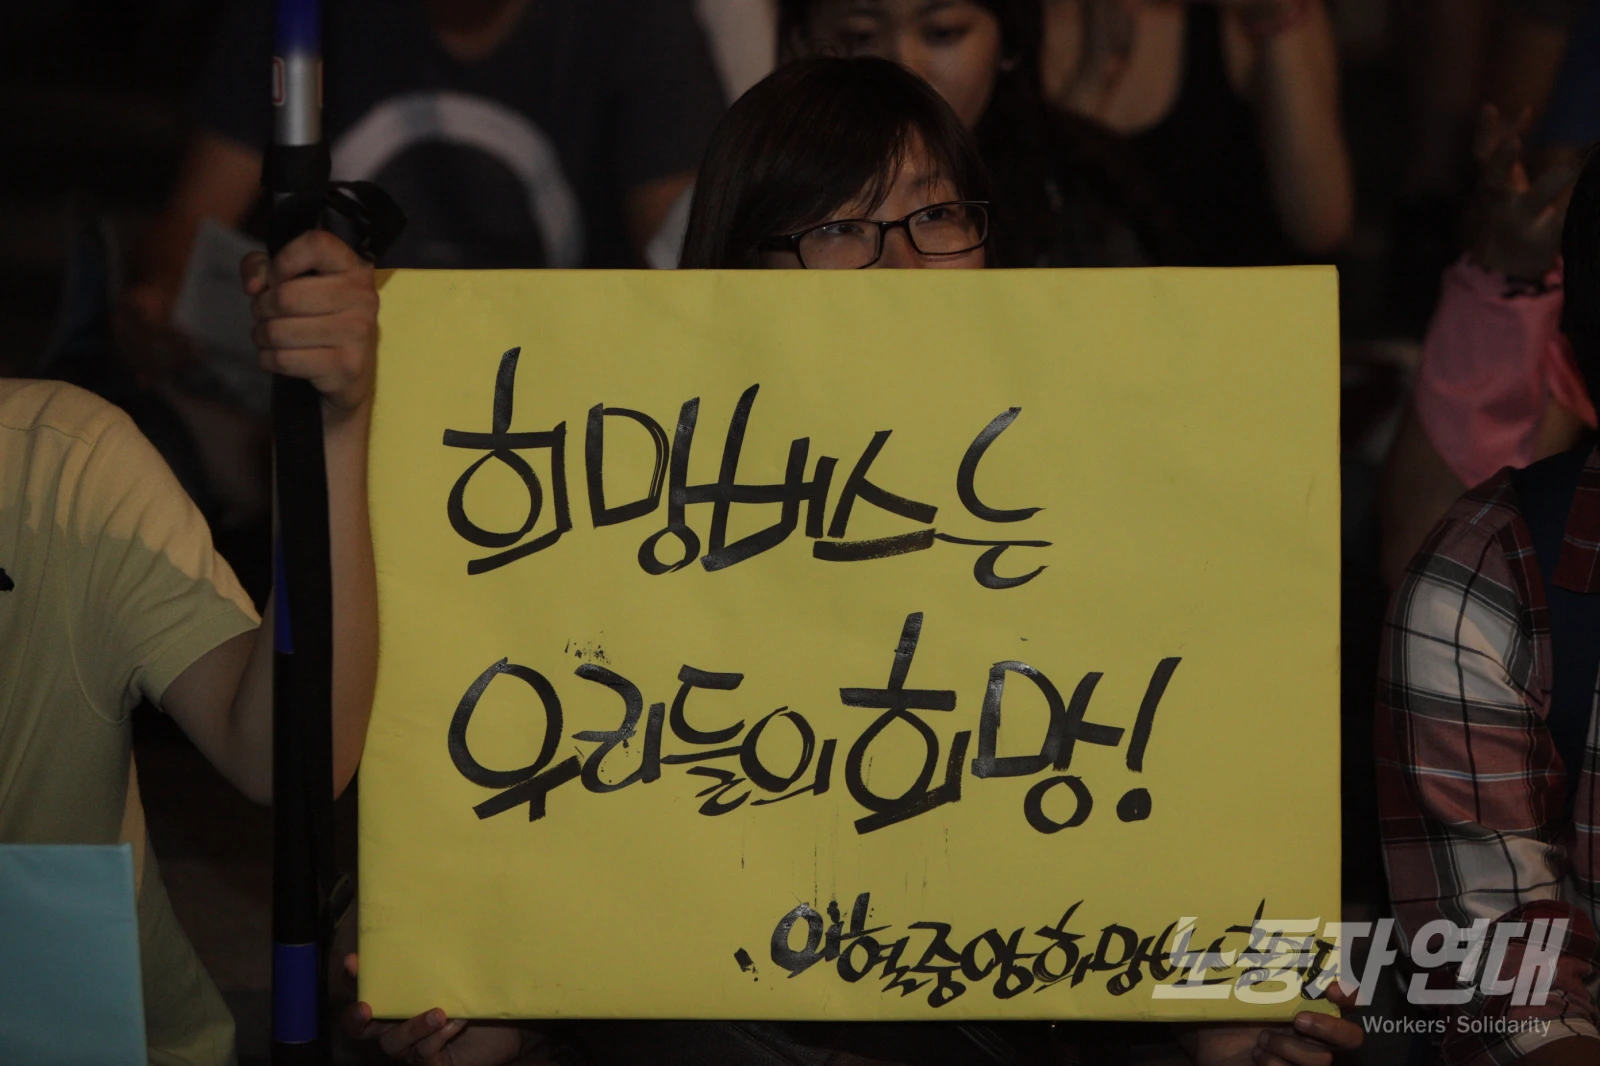 희망버스는
우리들의 희망!
노동자연대
Workers' Solidarity